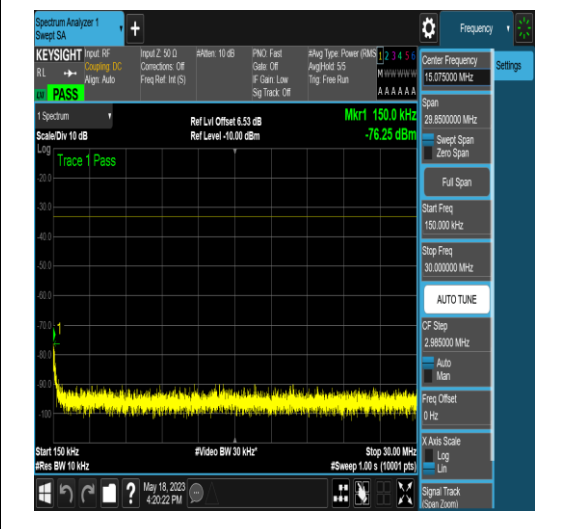 Spectrum Analyzer 1
Swept SA
Frequency
KEYSIGHT
RL
Input: RF
Coupling: DC
Align: Auto
Input Z: 50 Ω
Corrections: Off
Freq Ref: Int (S)
#Atten: 10 dB
PNO: Fast
Gate: Off
IF Gain: Low
Sig Track: Off
#Avg Type: Power (RMS
Avg|Hold: 5/5
Trig: Free Run
1 2 3 4 5 6
M w w w w w
A A A A A A
PASS
1 Spectrum
Scale/Div 10 dB
Ref Lvl Offset 6.53 dB
Ref Level -10.00 dBm
Mkr1 150.0 kHz
-76.25 dBm
Log
Trace 1 Pass
-20.0
-30.0
-40.0
-50.0
-60.0
-70.0
1
-80.0
-90.0
-100
Start 150 kHz
#Res BW 10 kHz
#Video BW 30 kHz*
Stop 30.00 MHz
#Sweep 1.00 s (10001 pts)
?
May 18, 2023
4:20:22 PM
Settings
Center Frequency
15.075000 MHz
Span
29.8500000 MHz
Swept Span
Zero Span
Full Span
Start Freq
150.000 kHz
Stop Freq
30.000000 MHz
AUTO TUNE
CF Step
2.985000 MHz
Auto
Man
Freq Offset
0 Hz
X Axis Scale
Log
Lin
Signal Track
(Span Zoom)